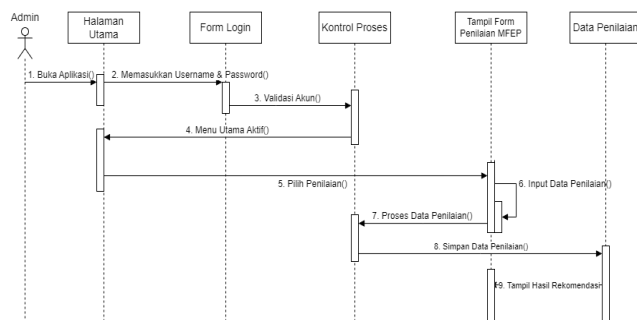 Admin
Halaman
Utama
Form Login
Kontrol Proses
Tampil Form
Penilaian MFEP
Data Penilaian
1. Buka Aplikasi()
2. Memasukkan Username & Password()
3. Validasi Akun()
4. Menu Utama Aktif()
5. Pilih Penilaian()
6. Input Data Penilaian()
7. Proses Data Penilaian()
8. Simpan Data Penilaian()
9. Tampil Hasil Rekomendasi